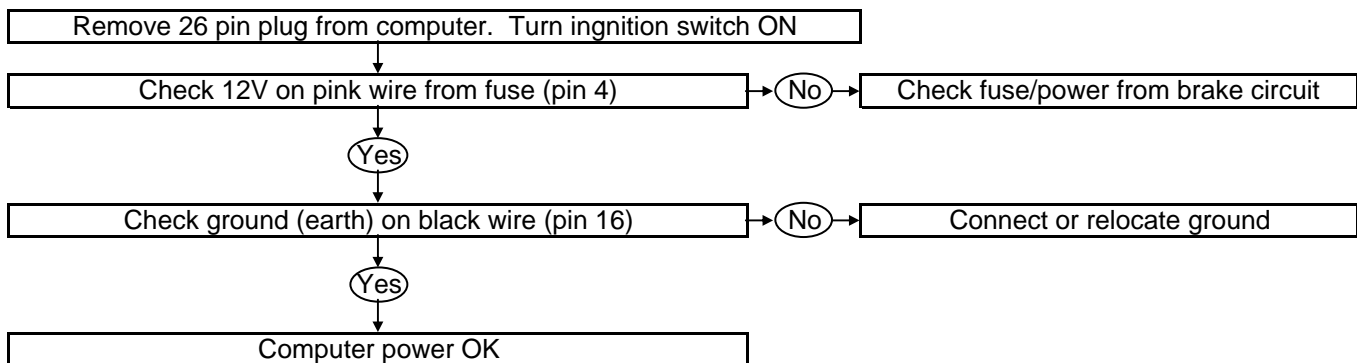 Remove 26 pin plug from computer.  Turn ingnition switch ON
Check 12V on pink wire from fuse (pin 4)
No
Check fuse/power from brake circuit
Yes
Check ground (earth) on black wire (pin 16)
No
Connect or relocate ground
Yes
Computer power OK